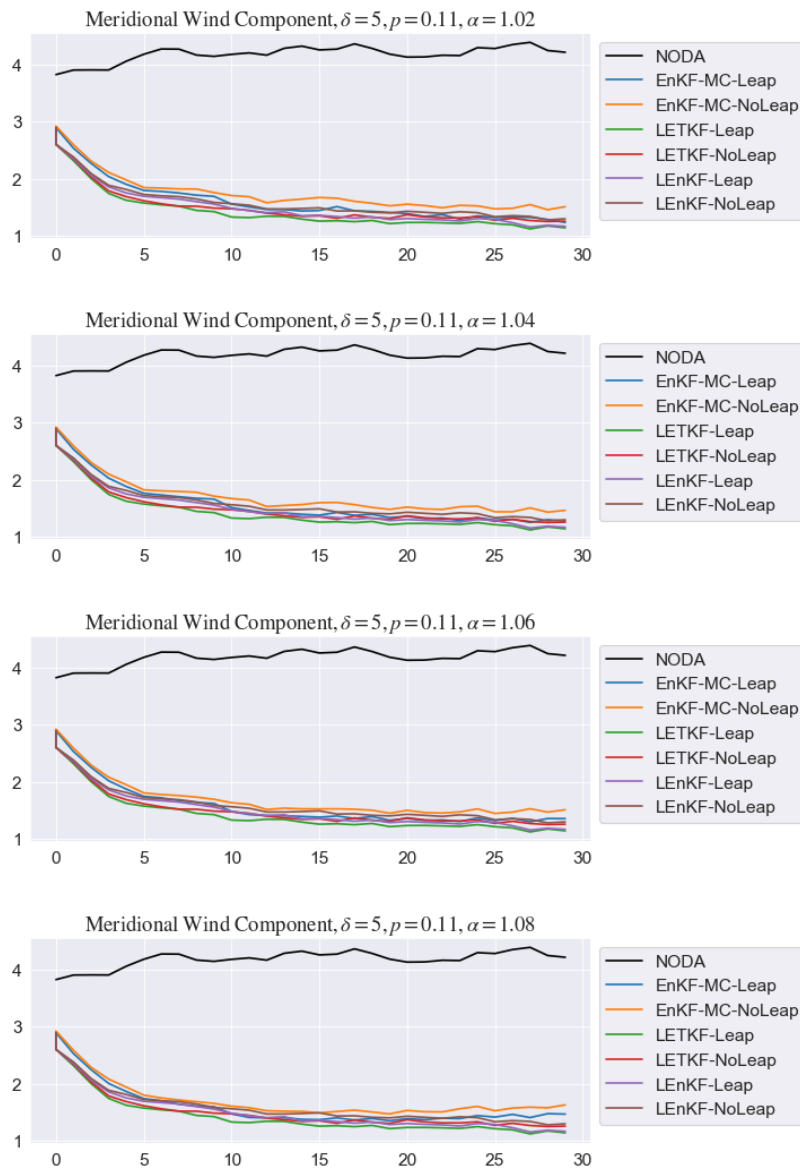 Meridional Wind Component, δ=5, p=0.11, α=1.02
4
3
2
1
0 5 10 15 20 25 30
NODA
EnKF-MC-Leap
EnKF-MC-NoLeap
LETKF-Leap
LETKF-NoLeap
LEnKF-Leap
LEnKF-NoLeap
Meridional Wind Component, δ=5, p=0.11, α=1.04
4
3
2
1
0 5 10 15 20 25 30
NODA
EnKF-MC-Leap
EnKF-MC-NoLeap
LETKF-Leap
LETKF-NoLeap
LEnKF-Leap
LEnKF-NoLeap
Meridional Wind Component, δ=5, p=0.11, α=1.06
4
3
2
1
0 5 10 15 20 25 30
NODA
EnKF-MC-Leap
EnKF-MC-NoLeap
LETKF-Leap
LETKF-NoLeap
LEnKF-Leap
LEnKF-NoLeap
Meridional Wind Component, δ=5, p=0.11, α=1.08
4
3
2
1
0 5 10 15 20 25 30
NODA
EnKF-MC-Leap
EnKF-MC-NoLeap
LETKF-Leap
LETKF-NoLeap
LEnKF-Leap
LEnKF-NoLeap